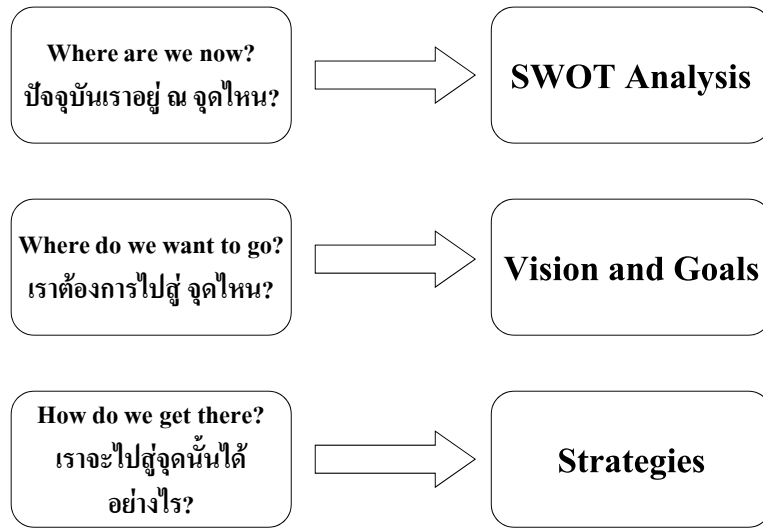 Where are we now?
ปัจจุบันเราอยู่ ณ จุดไหน?
SWOT Analysis
Where do we want to go?
เราต้องการไปสู่ จุดไหน?
Vision and Goals
How do we get there?
เราจะไปสู่จุดนั้นได้
อย่างไร?
Strategies